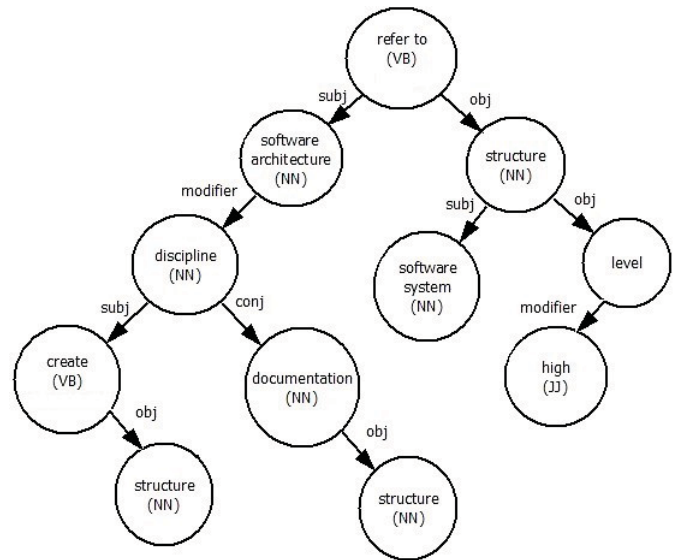 refer to
(VB)
subj
obj
software
architecture
(NN)
structure
(NN)
modifier
subj
obj
discipline
(NN)
software
system
(NN)
level
subj
conj
modifier
create
(VB)
documentation
(NN)
high
(JJ)
obj
obj
structure
(NN)
structure
(NN)